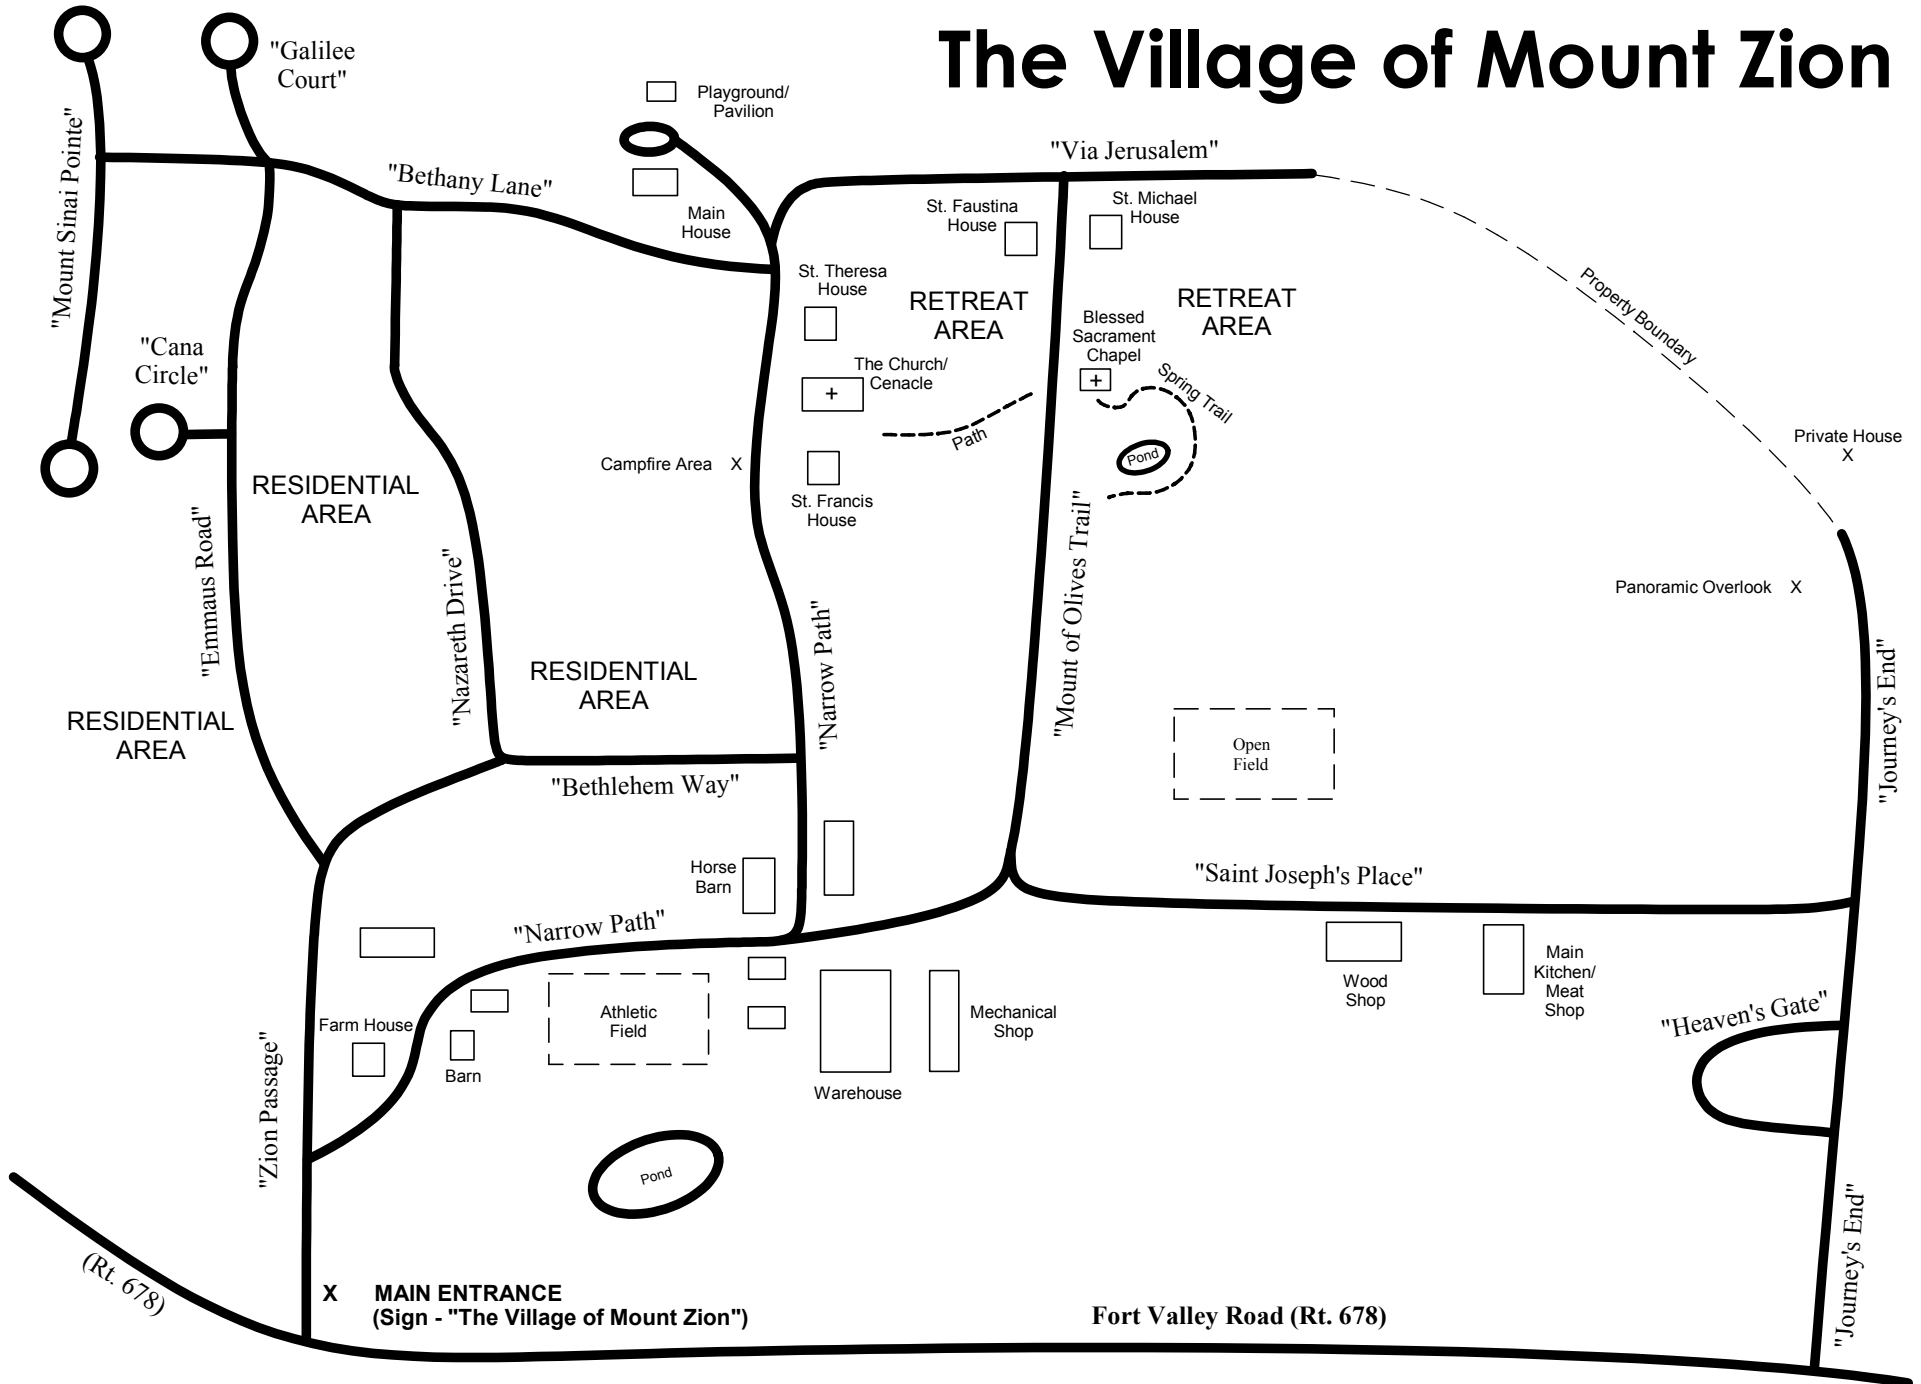 The Village of Mount Zion
"Galilee
Court"
"Mount Sinai Pointe"
"Bethany Lane"
Playground/
Pavilion
Main
House
"Via Jerusalem"
St. Faustina
House
St. Michael
House
St. Theresa
House
RETREAT
AREA
RETREAT
AREA
Blessed
Sacrament
Chapel
Property Boundary
"Cana
Circle"
The Church/
Cenacle
Spring Trail
Path
Pond
Private House
X
Campfire Area X
St. Francis
House
RESIDENTIAL
AREA
"Emmaus Road"
"Nazareth Drive"
"Mount of Olives Trail"
Panoramic Overlook X
RESIDENTIAL
AREA
"Narrow Path"
RESIDENTIAL
AREA
Open
Field
"Journey's End"
"Bethlehem Way"
Horse
Barn
"Saint Joseph's Place"
"Narrow Path"
Wood
Shop
Main
Kitchen/
Meat
Shop
Athletic
Field
Farm House
Barn
Mechanical
Shop
Warehouse
"Heaven's Gate"
"Zion Passage"
Pond
"Journey's End"
(Rt. 678)
X MAIN ENTRANCE
(Sign - "The Village of Mount Zion")
Fort Valley Road (Rt. 678)